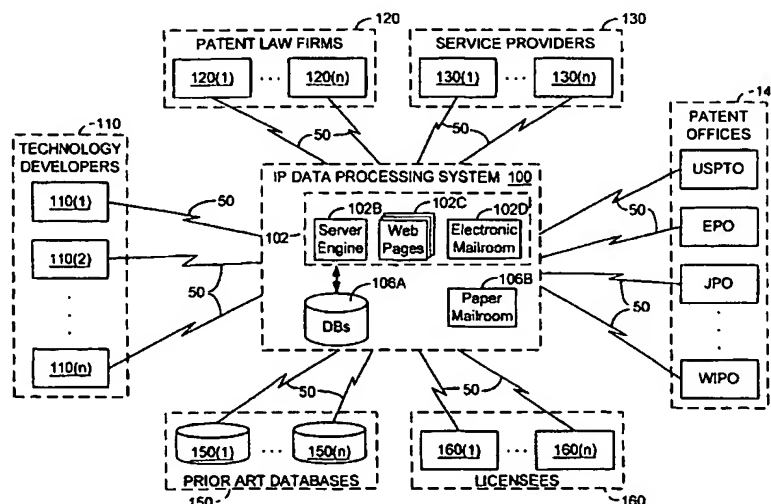 120
130
PATENT LAW FIRMS
120(1) ... 120(n)
SERVICE PROVIDERS
130(1) ... 130(n)
14
PATENT OFFICES
USPTO
EPO
JPO
WIPO
50
50
50
50
110
TECHNOLOGY DEVELOPERS
110(1)
110(2)
110(n)
50
50
IP DATA PROCESSING SYSTEM 100
102
102B
Server Engine
102C
Web Pages
102D
Electronic Mailroom
106A
DBs
106B
Paper Mailroom
50
50
150(1) ... 150(n)
PRIOR ART DATABASES
150
160(1) ... 160(n)
LICENSEES
160